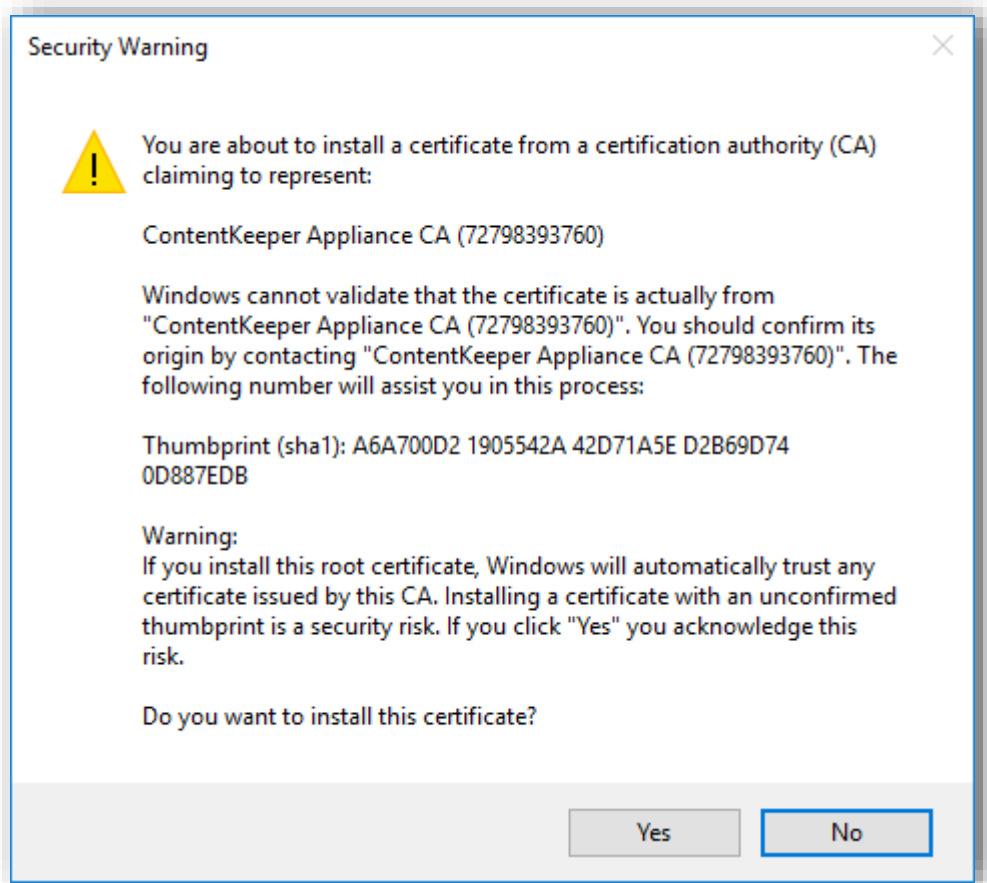 Security Warning
You are about to install a certificate from a certification authority (CA)
claiming to represent:
ContentKeeper Appliance CA (72798393760)
Windows cannot validate that the certificate is actually from
"ContentKeeper Appliance CA (72798393760)". You should confirm its
origin by contacting "ContentKeeper Appliance CA (72798393760)". The
following number will assist you in this process:
Thumbprint (sha1): A6A700D2 1905542A 42D71A5E D2B69D74
0D887EDB
Warning:
If you install this root certificate, Windows will automatically trust any
certificate issued by this CA. Installing a certificate with an unconfirmed
thumbprint is a security risk. If you click "Yes" you acknowledge this
risk.
Do you want to install this certificate?
Yes
No